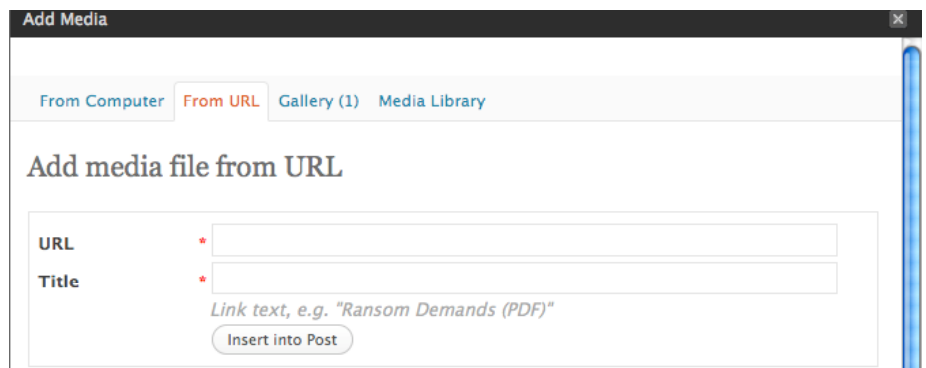 Add Media
From Computer From URL Gallery (1) Media Library
Add media file from URL
URL *
Title *
Link text, e.g. "Ransom Demands (PDF)"
Insert into Post